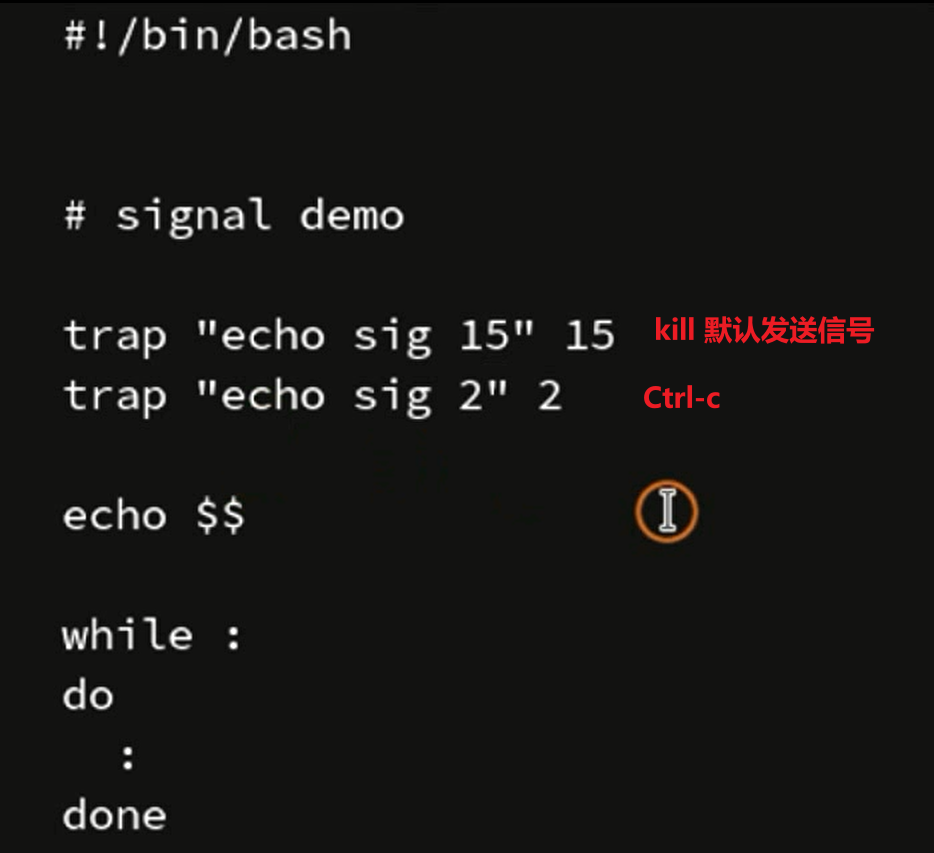 #!/bin/bash
# signal demo
trap "echo sig 15" 15 kill 默认发送信号
trap "echo sig 2" 2 Ctrl-c
echo $$
while :
do
:
done